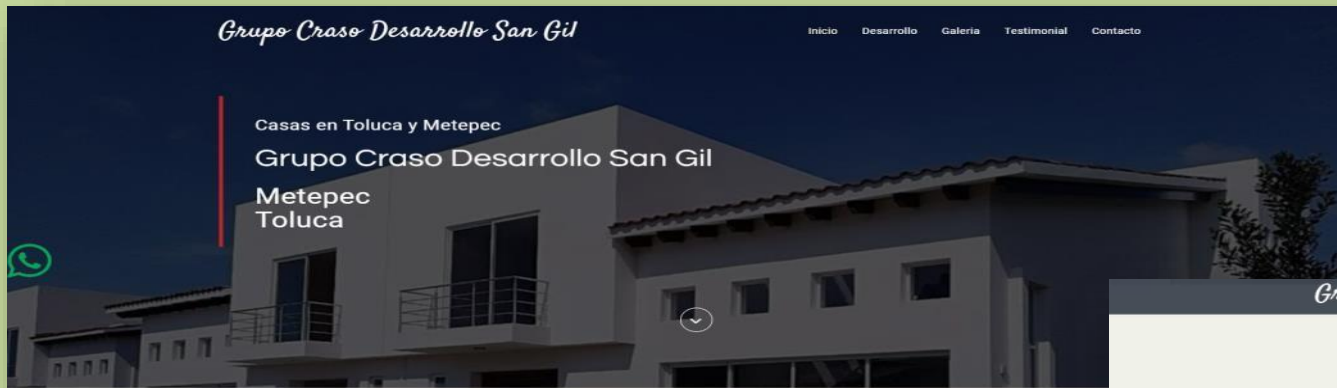 Grupo Craso Desarrollo San Gil
Inicio Desarrollo Galeria Testimonial Contacto
Casas en Toluca y Metepec
Grupo Craso Desarrollo San Gil
Metepec
Toluca